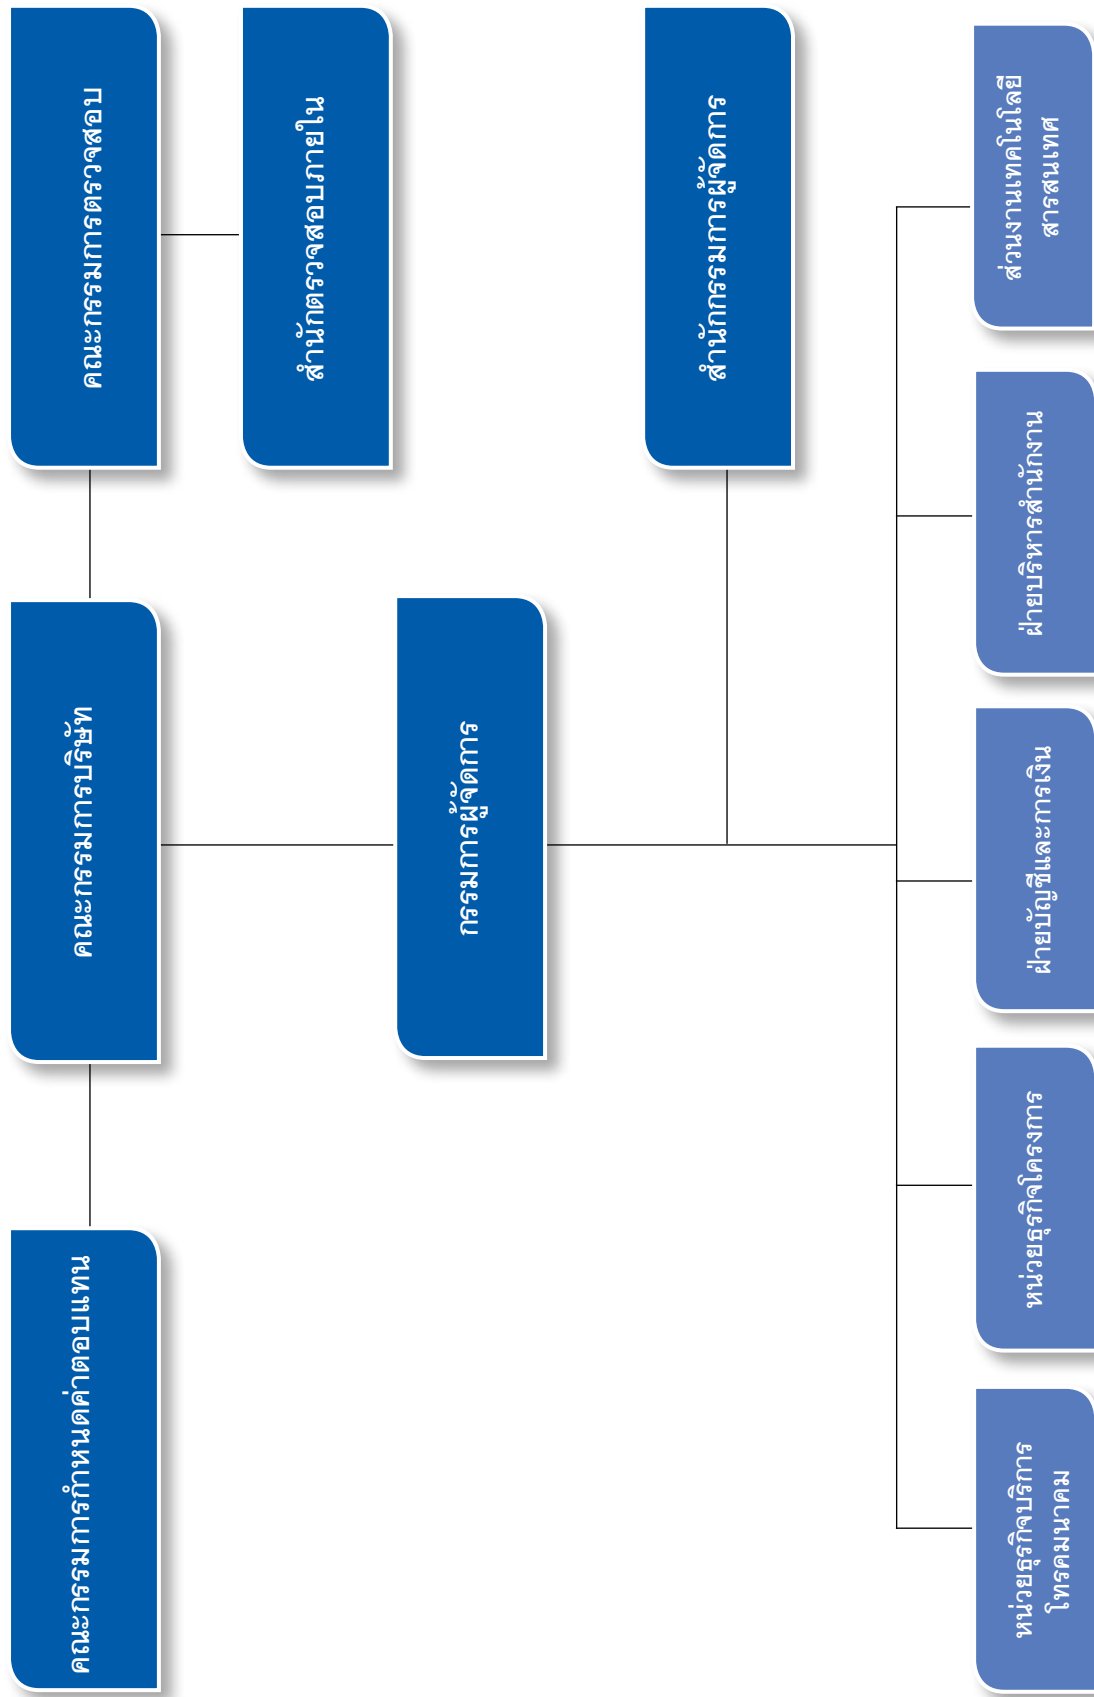 คณะกรรมการกำหนดค่าตอบแทน
คณะกรรมการบริษัท
คณะกรรมการตรวจสอบ
สำนักตรวจสอบภายใน
กรรมการผู้จัดการ
สำนักกรรมการผู้จัดการ
หน่วยธุรกิจบริการ
โทรคมนาคม
หน่วยธุรกิจโครงการ
ฝ่ายบัญชีและการเงิน
ฝ่ายบริหารสำนักงาน
ส่วนงานเทคโนโลยี
สารสนเทศ